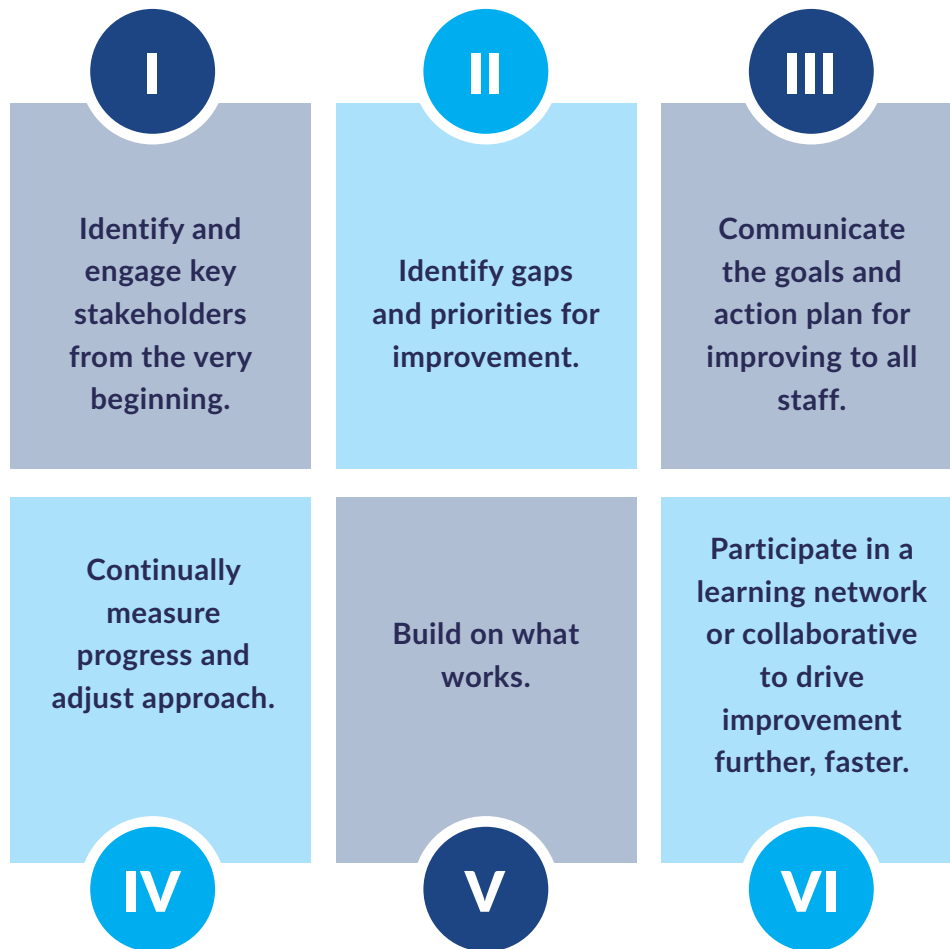 I
Identify and
engage key
stakeholders
from the very
beginning.
II
Identify gaps
and priorities for
improvement.
III
Communicate
the goals and
action plan for
improving to all
staff.
Continually
measure
progress and
adjust approach.
IV
Build on what
works.
V
Participate in a
learning network
or collaborative
to drive
improvement
further, faster.
VI